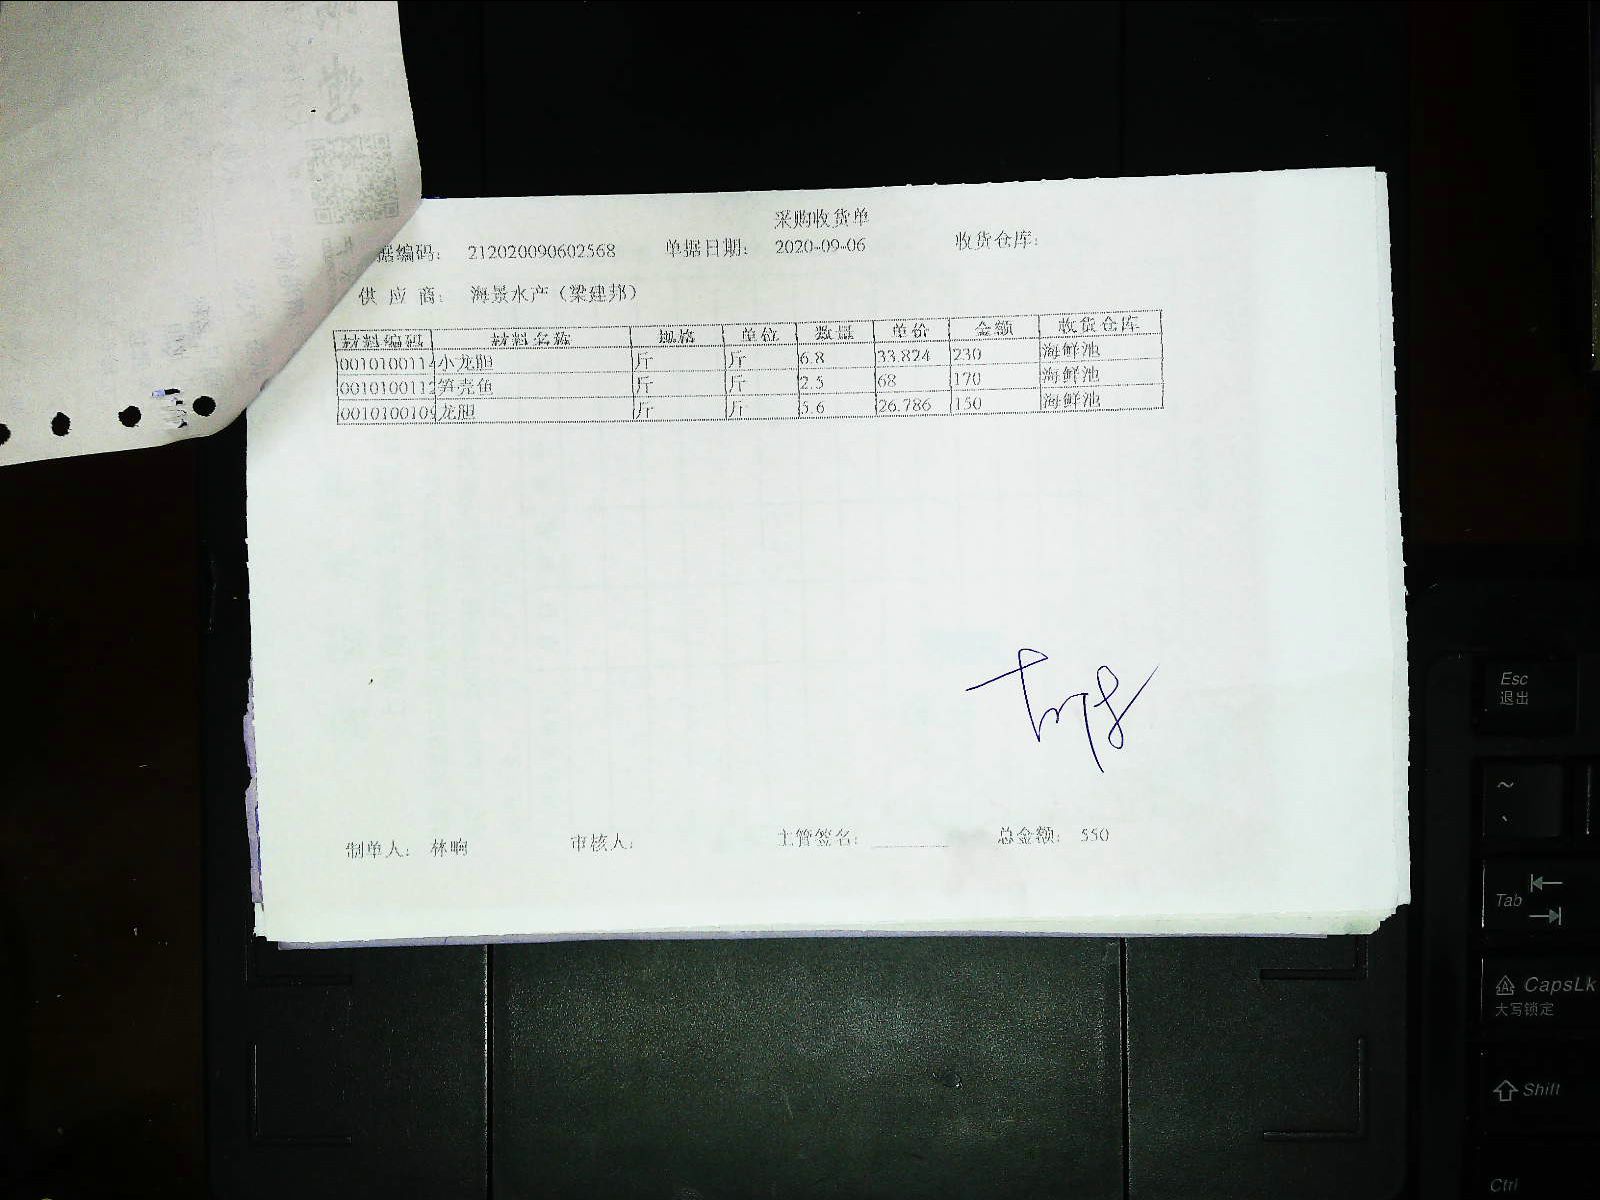 采购收货单
据编码： 212020090602568 单据日期： 2020-09-06 收货仓库：
供 应 商： 海景水产（梁建邦）
材料编码 材料名称 规格 单位 数量 单价 金额 收货仓库
0010100114 小龙胆 斤 斤 6.8 33.824 230 海鲜池
0010100112 笋壳鱼 斤 斤 2.5 68 170 海鲜池
0010100109 龙胆 斤 斤 5.6 26.786 150 海鲜池
制单人： 林晌 审核人： 主管签名： 总金额： 550
Esc
退出
~
Tab
CapsLk
大写锁定
Shift
Ctrl